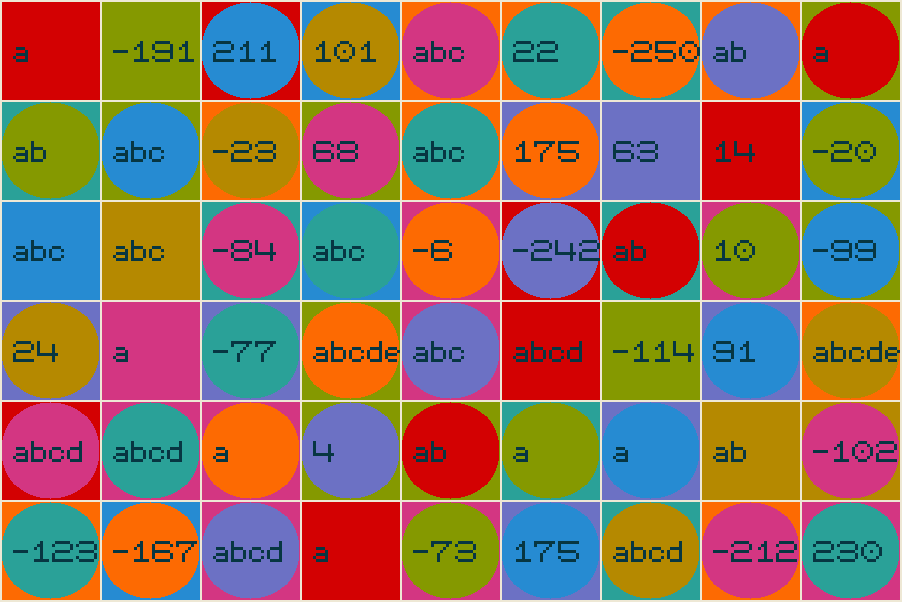 a -191 211 101 abc 22 -250 ab a
ab abc -23 68 abc 175 63 14 -20
abc abc -84 abc -6 -242 ab 10 -99
24 a -77 abcde abc abcd -114 91 abcde
abcd abcd a 4 ab a a ab -102
-123 -167 abcd a -73 175 abcd -212 230